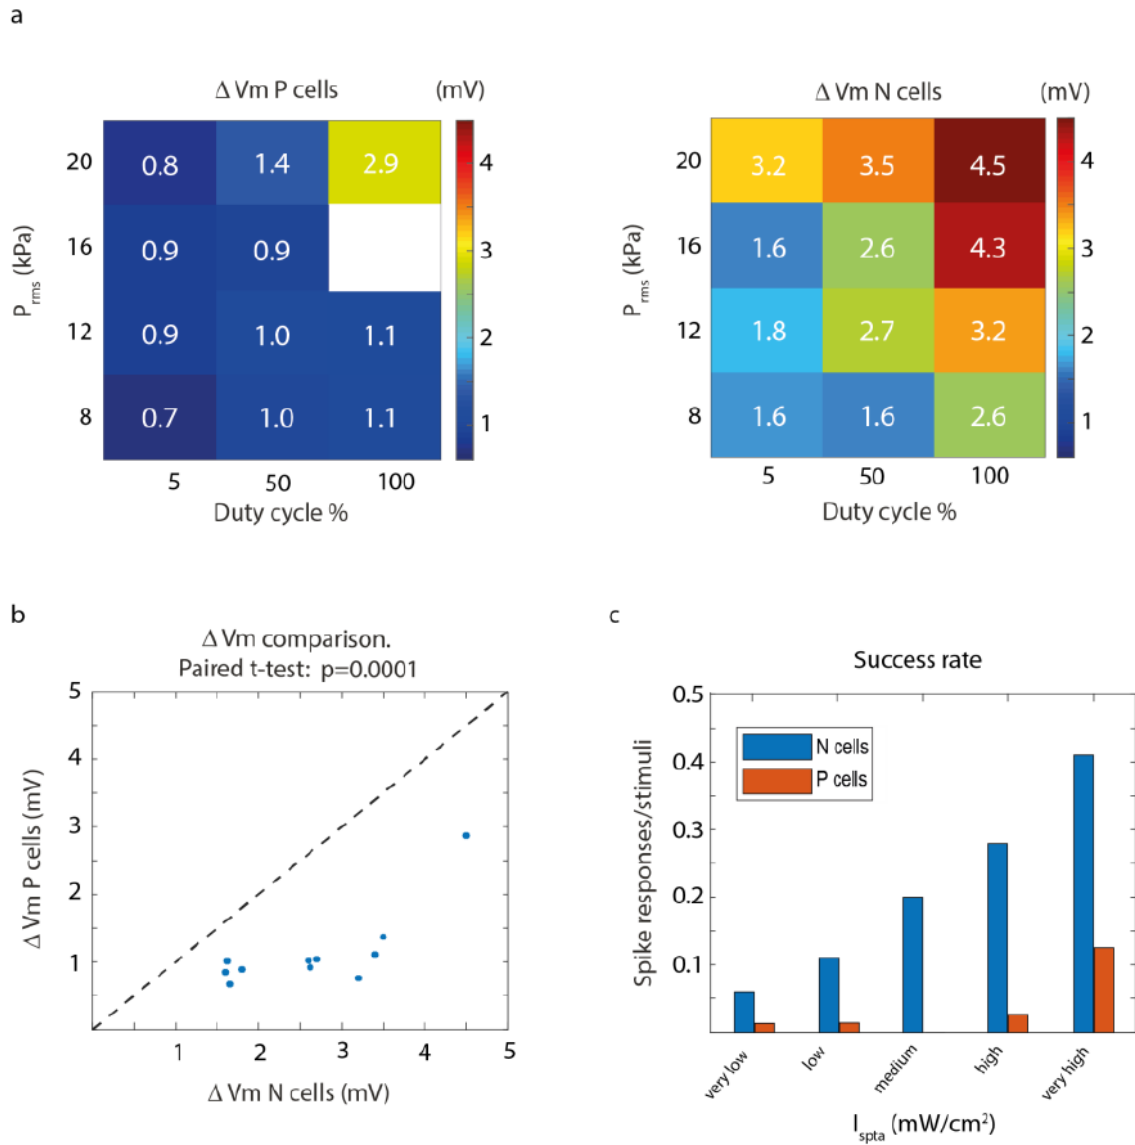 a
Δ Vm P cells (mV)
20 0.8 1.4 2.9 4
16 0.9 0.9 3
12 0.9 1.0 1.1 2
8 0.7 1.0 1.1 1
P_rms (kPa)
5 50 100
Duty cycle %
Δ Vm N cells (mV)
20 3.2 3.5 4.5 4
16 1.6 2.6 4.3 3
12 1.8 2.7 3.2 2
8 1.6 1.6 2.6 1
P_rms (kPa)
5 50 100
Duty cycle %
b
Δ Vm comparison.
Paired t-test: p=0.0001
5
4
3
2
1
Δ Vm P cells (mV)
1 2 3 4 5
Δ Vm N cells (mV)
c
Success rate
0.5
0.4
0.3
0.2
0.1
Spike responses/stimuli
N cells
P cells
very low
low
medium
high
very high
I_spta (mW/cm²)